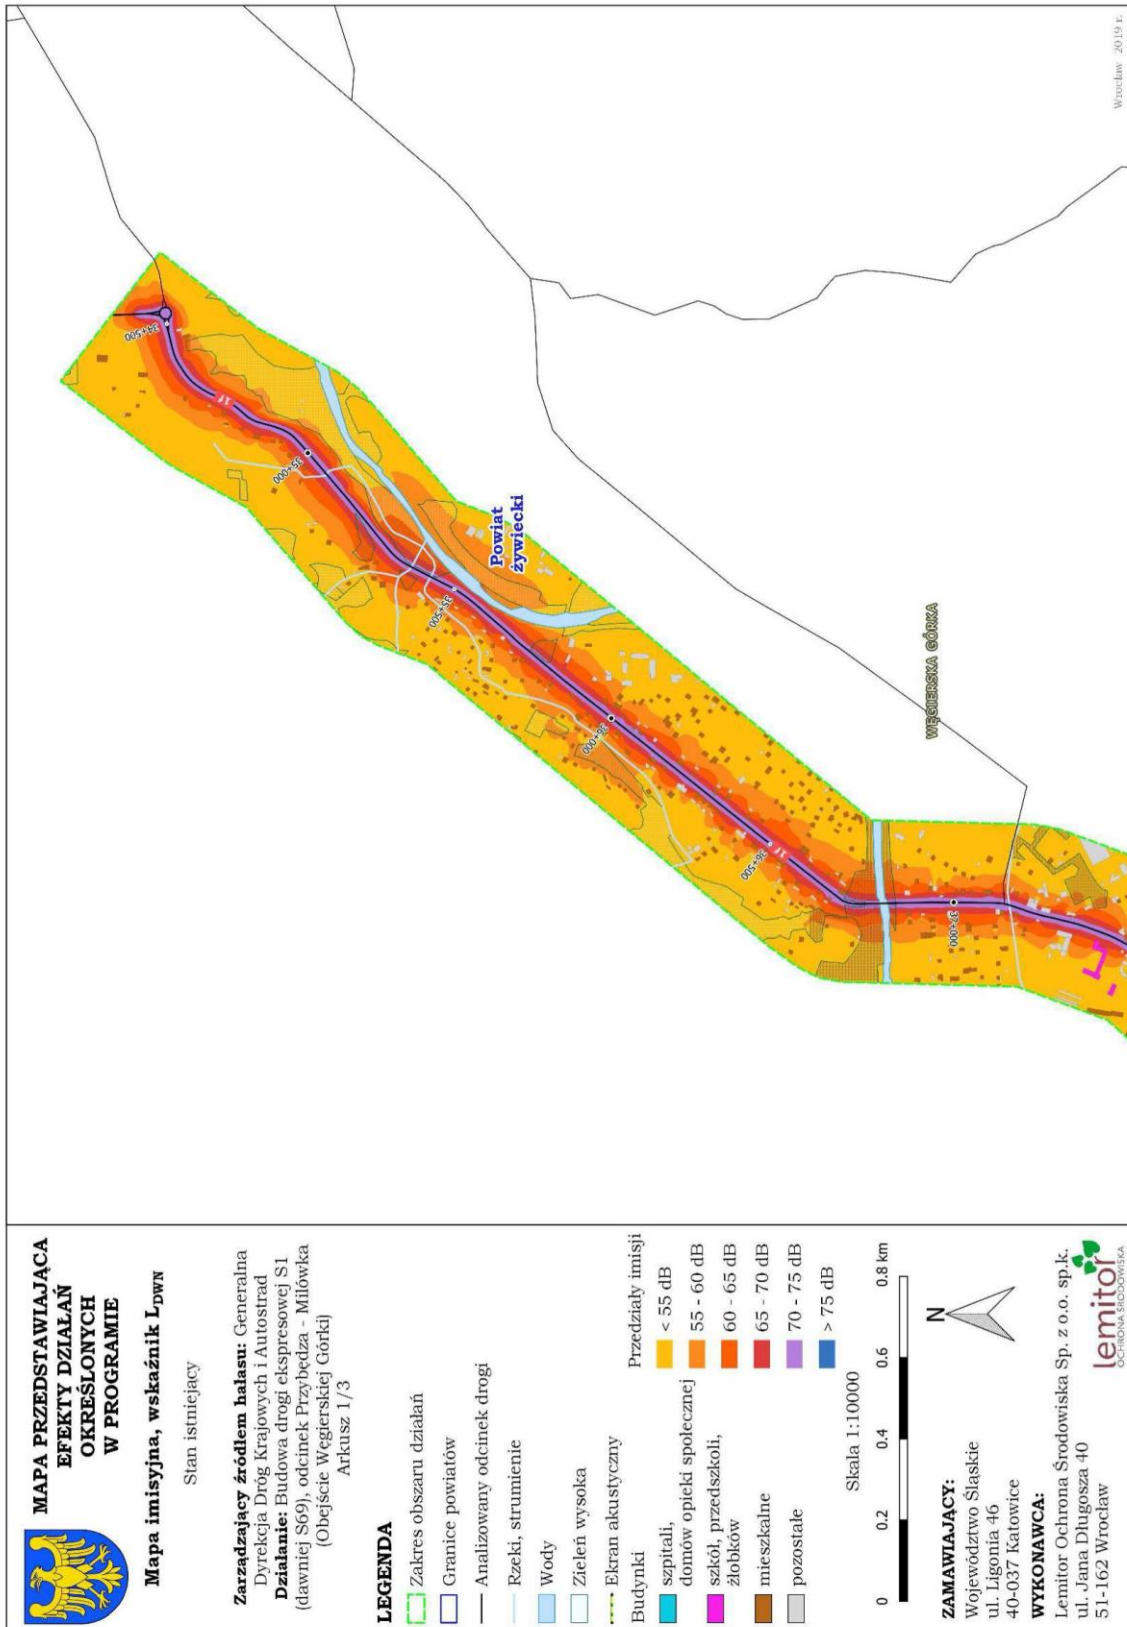 MAPA PRZEDSTAWIAJĄCA
EFEKTY DZIAŁAŃ
OKREŚLONYCH
W PROGRAMIE
Mapa imisyjna, wskaźnik LDWN
Stan istniejący
Zarządzający źródłem hałasu: Generalna
Dyrekcja Dróg Krajowych i Autostrad
Działanie: Budowa drogi ekspresowej S1
(dawniej S69), odcinek Przybędza - Milówka
(Obejście Węgierskiej Górki)
Arkusz 1/3
LEGENDA
Zakres obszaru działań
Granice powiatów
Analizowany odcinek drogi
Rzeki, strumienie
Wody
Zieleń wysoka
Ekran akustyczny
Budynki
szpitali,
domów opieki społecznej
szkół, przedszkoli,
żłobków
mieszkalne
pozostałe
Przedziały imisji
< 55 dB
55 - 60 dB
60 - 65 dB
65 - 70 dB
70 - 75 dB
> 75 dB
Skala 1:10000
0 0.2 0.4 0.6 0.8 km
N
ZAMAWIAJĄCY:
Województwo Śląskie
ul. Ligonia 46
40-037 Katowice
WYKONAWCA:
Lemitor Ochrona Środowiska Sp. z o.o. sp.k.
ul. Jana Długosza 40
51-162 Wrocław
lemitor
OCHRONA ŚRODOWISKA
34+500
35+000
35+500
36+000
36+500
37+000
Powiat
żywiecki
WĘGIERSKA GÓRKA
Wrocław 2019 r.